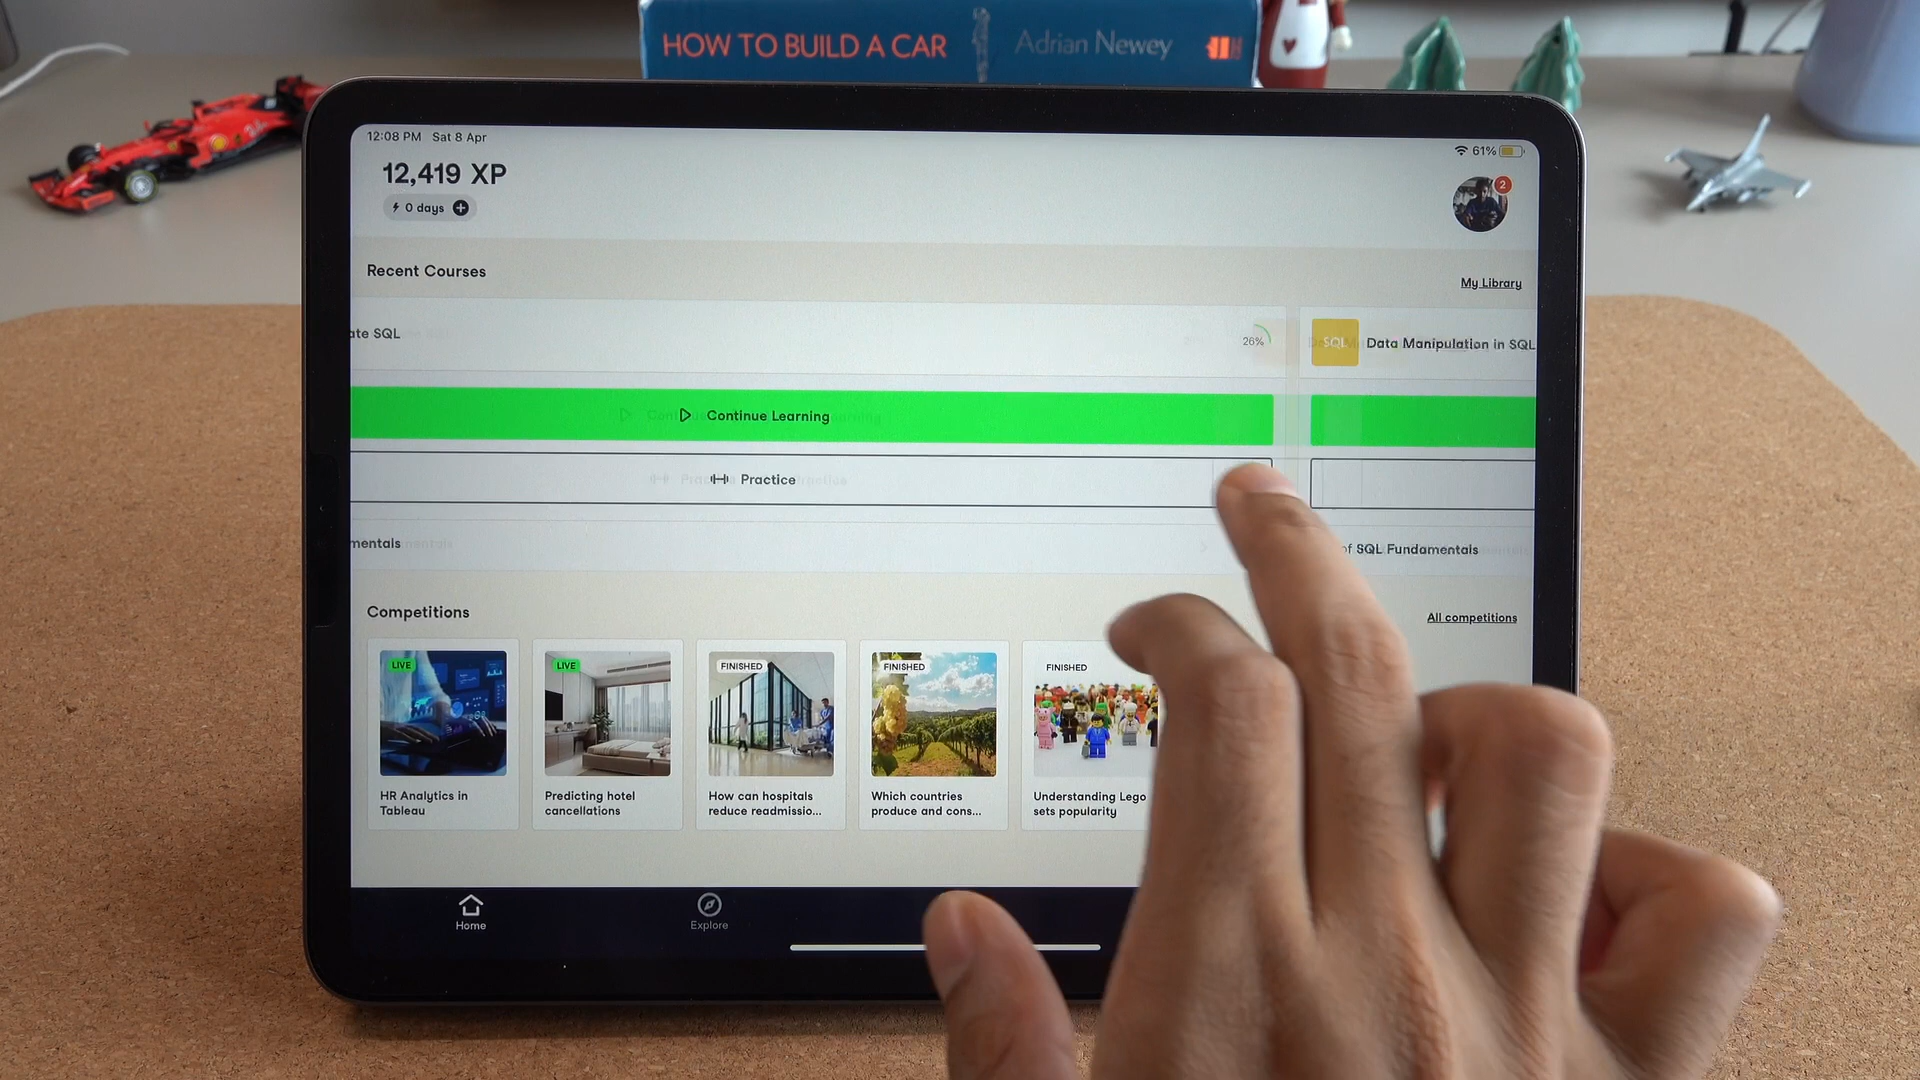 HOW TO BUILD A CAR Adrian Newey
12:08 PM Sat 8 Apr
61%
12,419 XP
2
0 days
Recent Courses
My Library
ate SQL
26%
SQL
Data Manipulation in SQL
Continue Learning
Practice
mentals
of SQL Fundamentals
Competitions
All competitions
LIVE
LIVE
FINISHED
FINISHED
FINISHED
HR Analytics in
Tableau
Predicting hotel
cancellations
How can hospitals
reduce readmissio...
Which countries
produce and cons...
Understanding Lego
sets popularity
Home
Explore